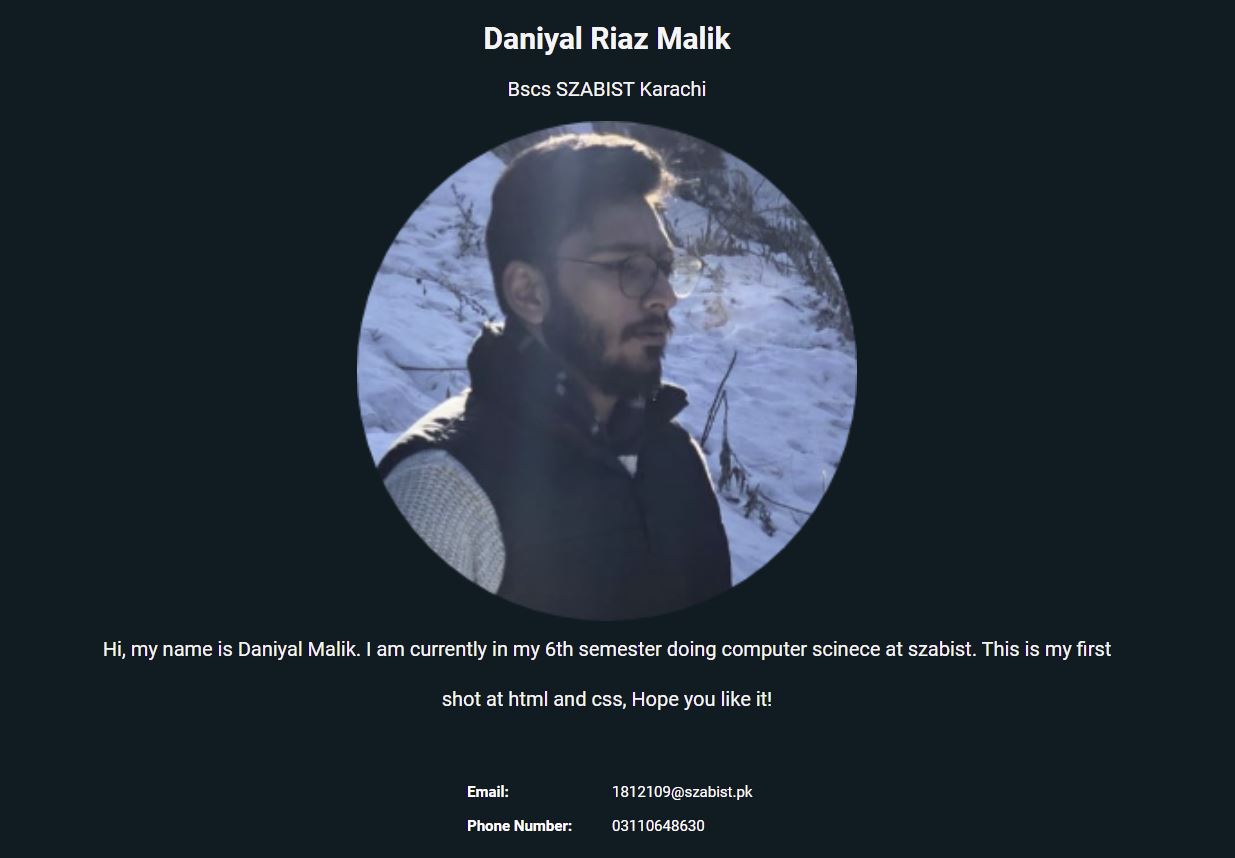 Daniyal Riaz Malik
Bscs SZABIST Karachi
Hi, my name is Daniyal Malik. I am currently in my 6th semester doing computer scinece at szabist. This is my first
shot at html and css, Hope you like it!
Email: 1812109@szabist.pk
Phone Number: 03110648630